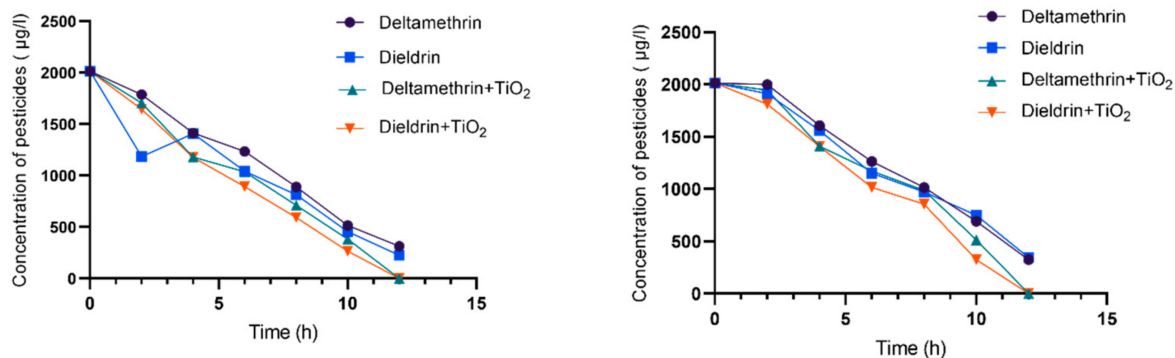 Concentration of pesticides ( µg/l)
2500
2000
1500
1000
500
0
0
5
10
15
Time (h)
Deltamethrin
Dieldrin
Deltamethrin+TiO₂
Dieldrin+TiO₂
Concentration of pesticides ( µg/l)
2500
2000
1500
1000
500
0
0
5
10
15
Time (h)
Deltamethrin
Dieldrin
Deltamethrin+TiO₂
Dieldrin+TiO₂